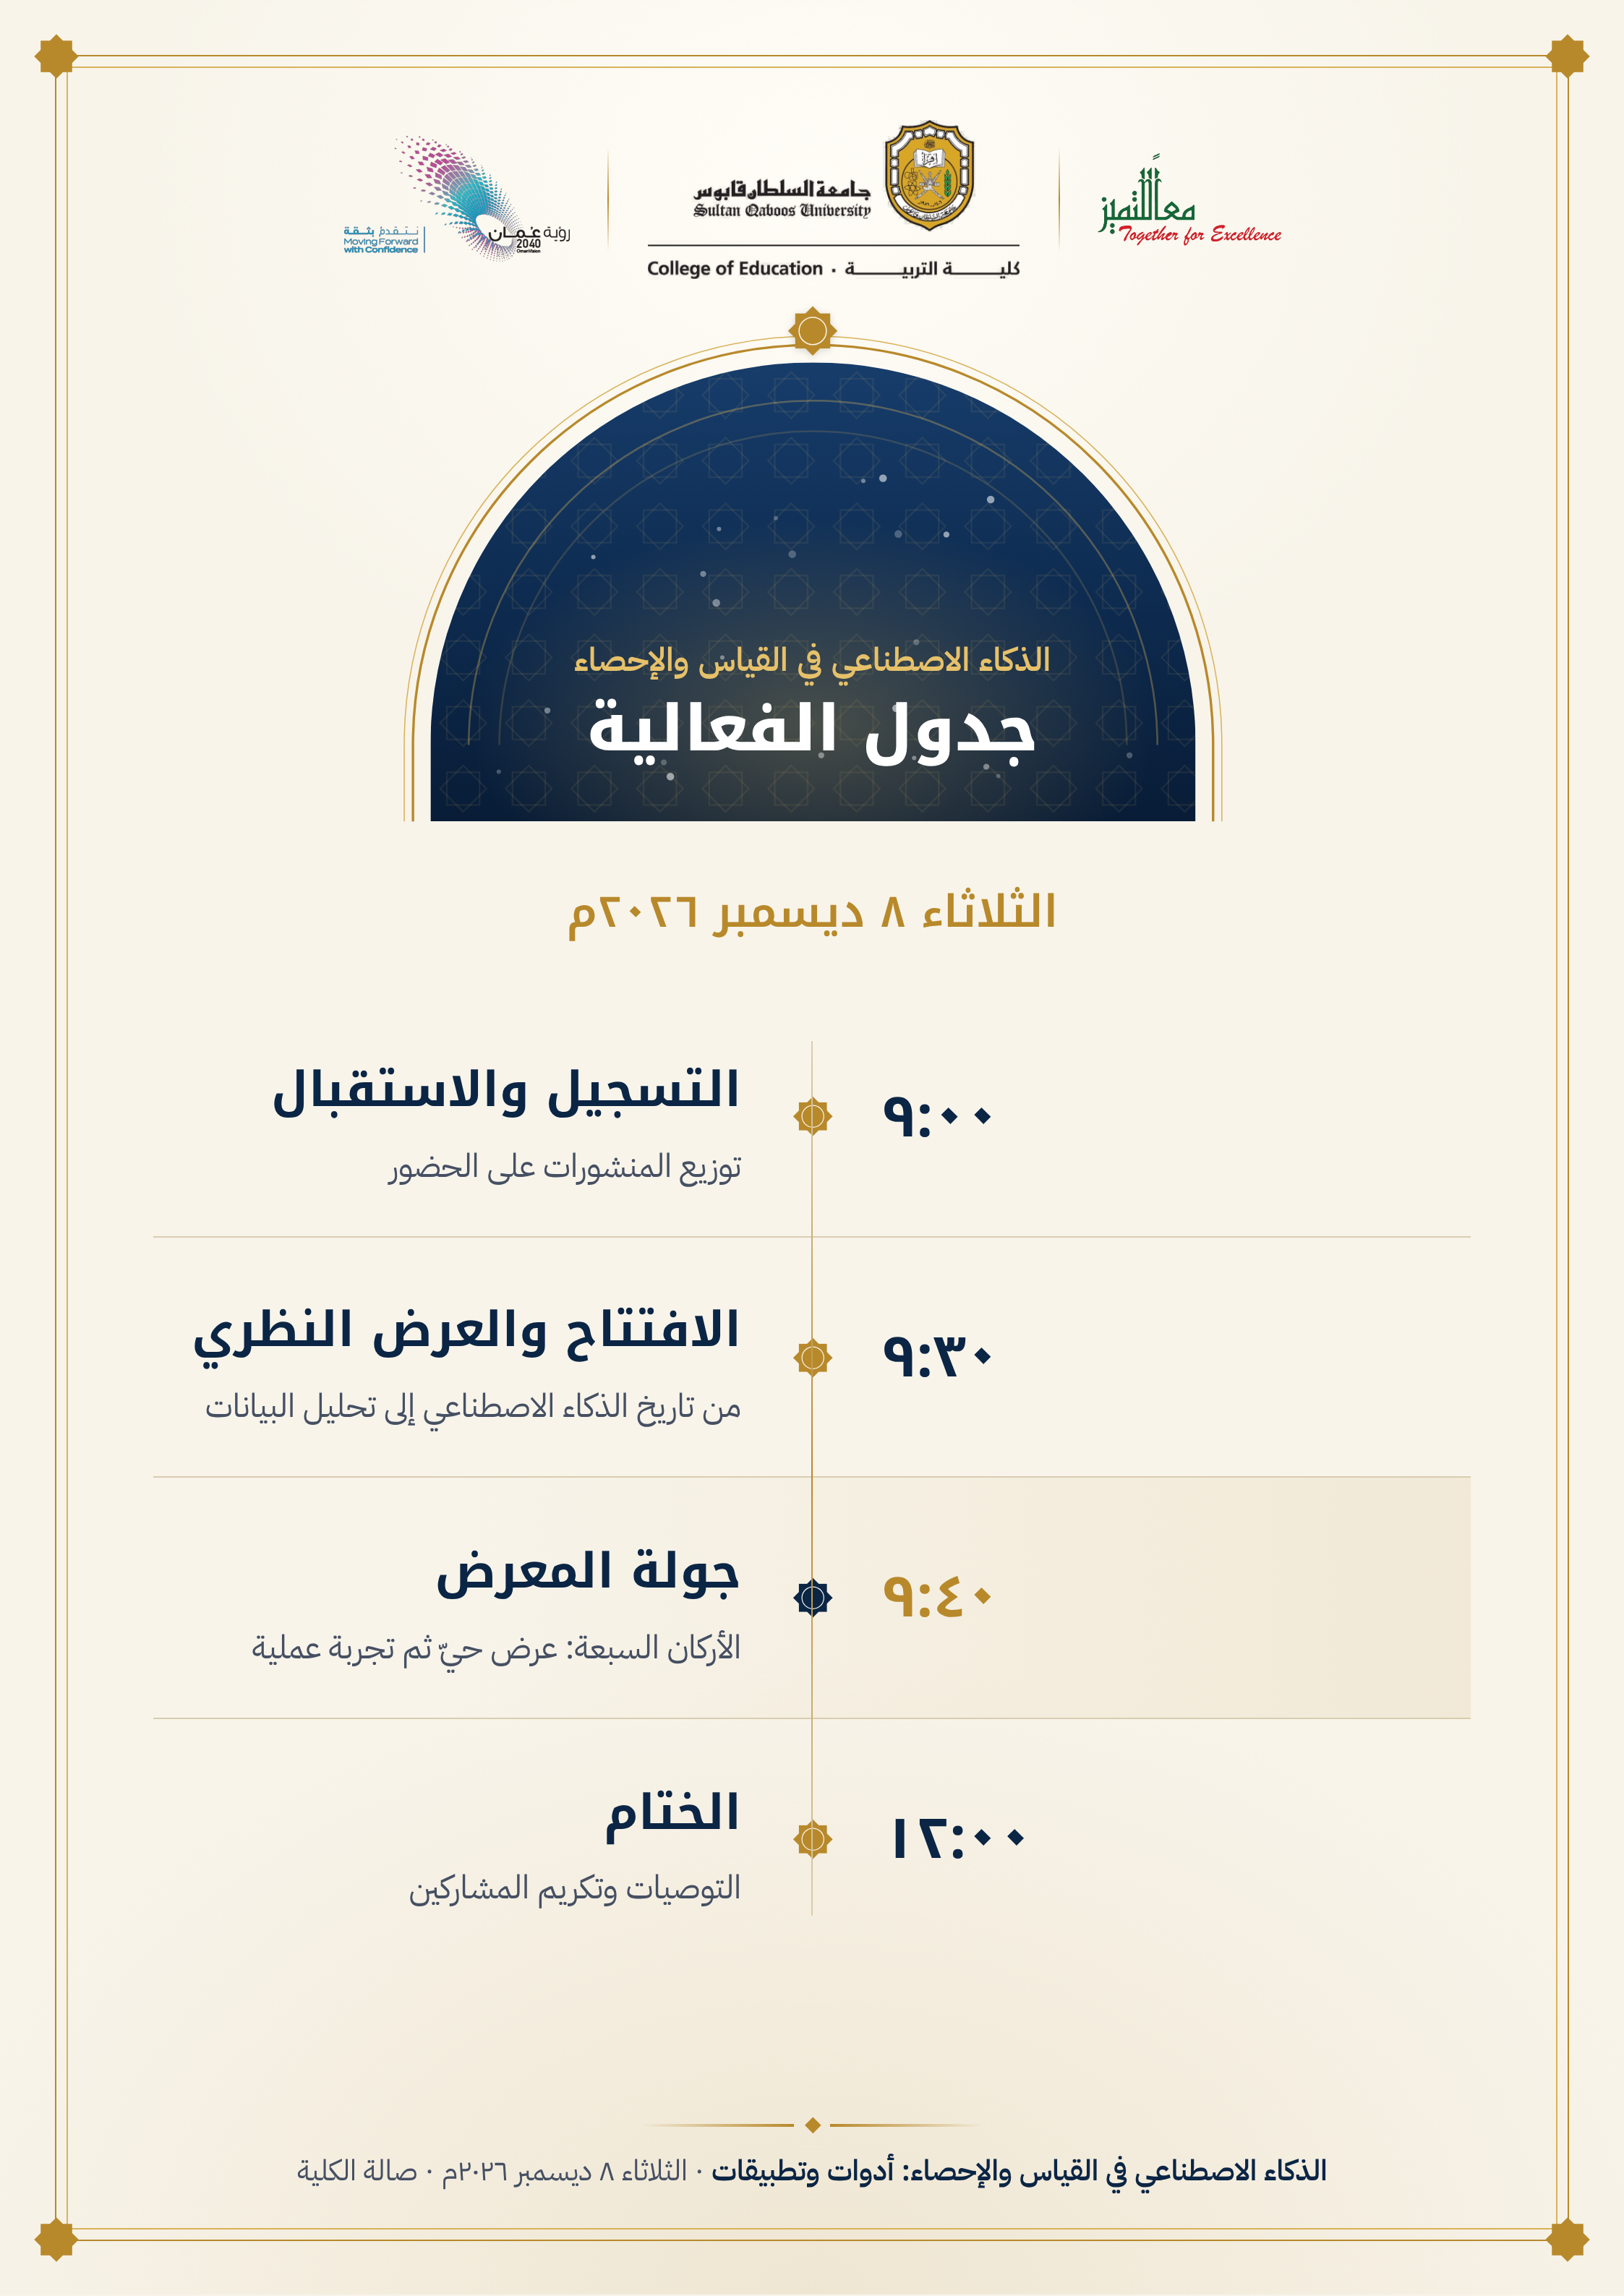 معًا للتميز
Together for Excellence
جامعة السلطان قابوس
Sultan Qaboos University
كليــــــة التربيــــــة · College of Education
رؤية عُمان
2040
OmanVision
نتقدم بثقة
Moving Forward
with Confidence
الذكاء الاصطناعي في القياس والإحصاء
جدول الفعالية
الثلاثاء ٨ ديسمبر ٢٠٢٦م
٩:٠٠
التسجيل والاستقبال
توزيع المنشورات على الحضور
٩:٣٠
الافتتاح والعرض النظري
من تاريخ الذكاء الاصطناعي إلى تحليل البيانات
٩:٤٠
جولة المعرض
الأركان السبعة: عرض حيّ ثم تجربة عملية
١٢:٠٠
الختام
التوصيات وتكريم المشاركين
الذكاء الاصطناعي في القياس والإحصاء: أدوات وتطبيقات · الثلاثاء ٨ ديسمبر ٢٠٢٦م · صالة الكلية